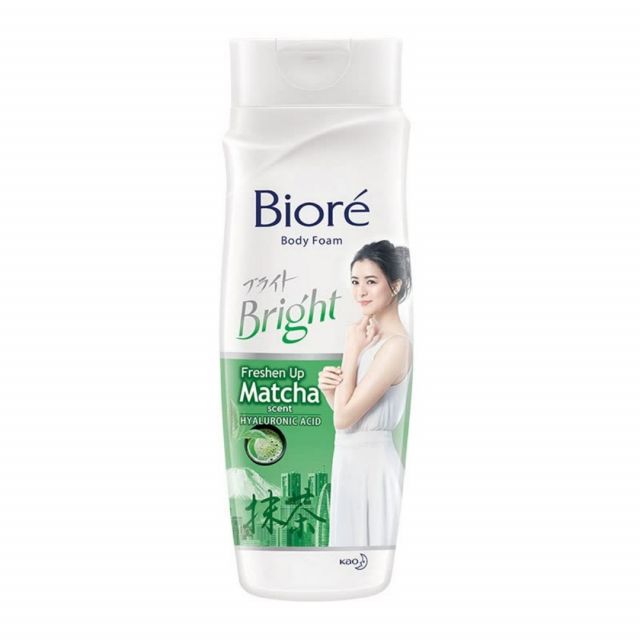 Bioré
Body Foam
ブライト
Bright
Freshen Up
Matcha
scent
HYALURONIC ACID
抹茶
Kao